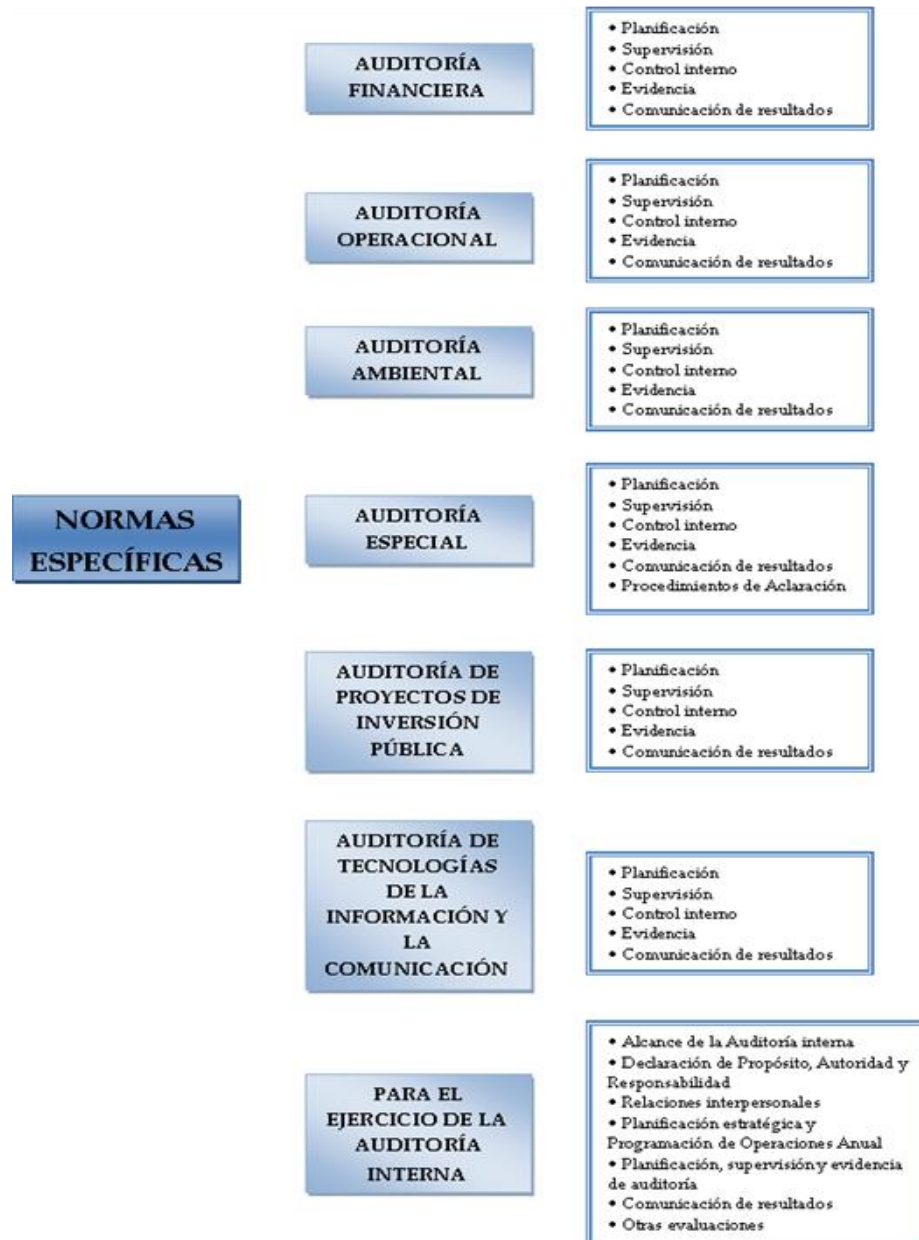 AUDITORÍA
FINANCIERA
• Planificación
• Supervisión
• Control interno
• Evidencia
• Comunicación de resultados
AUDITORÍA
OPERACIONAL
• Planificación
• Supervisión
• Control interno
• Evidencia
• Comunicación de resultados
AUDITORÍA
AMBIENTAL
• Planificación
• Supervisión
• Control interno
• Evidencia
• Comunicación de resultados
NORMAS
ESPECÍFICAS
AUDITORÍA
ESPECIAL
• Planificación
• Supervisión
• Control interno
• Evidencia
• Comunicación de resultados
• Procedimientos de Aclaración
AUDITORÍA DE
PROYECTOS DE
INVERSIÓN
PÚBLICA
• Planificación
• Supervisión
• Control interno
• Evidencia
• Comunicación de resultados
AUDITORÍA DE
TECNOLOGÍAS
DE LA
INFORMACIÓN Y
LA
COMUNICACIÓN
• Planificación
• Supervisión
• Control interno
• Evidencia
• Comunicación de resultados
PARA EL
EJERCICIO DE LA
AUDITORÍA
INTERNA
• Alcance de la Auditoría interna
• Declaración de Propósito, Autoridad y
Responsabilidad
• Relaciones interpersonales
• Planificación estratégica y
Programación de Operaciones Anual
• Planificación, supervisión y evidencia
de auditoría
• Comunicación de resultados
• Otras evaluaciones